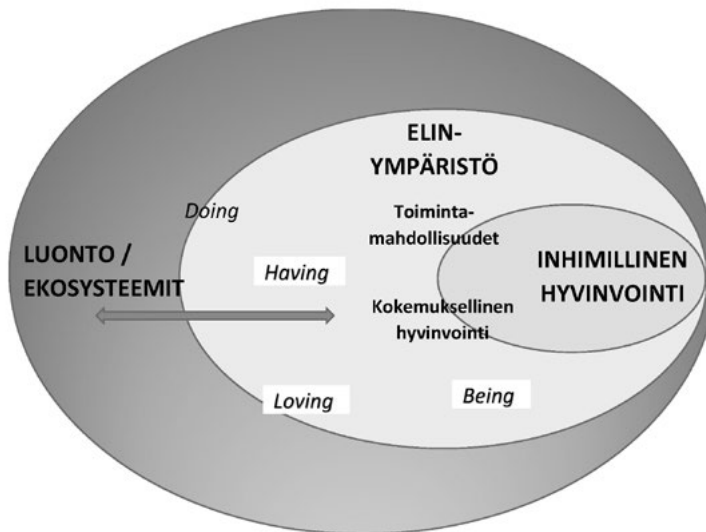 ELIN-
YMPÄRISTÖ
Doing
Toiminta-
mahdollisuudet
LUONTO /
EKOSYSTEEMIT
Having
INHIMILLINEN
HYVINVOINTI
Kokemuksellinen
hyvinvointi
Loving
Being